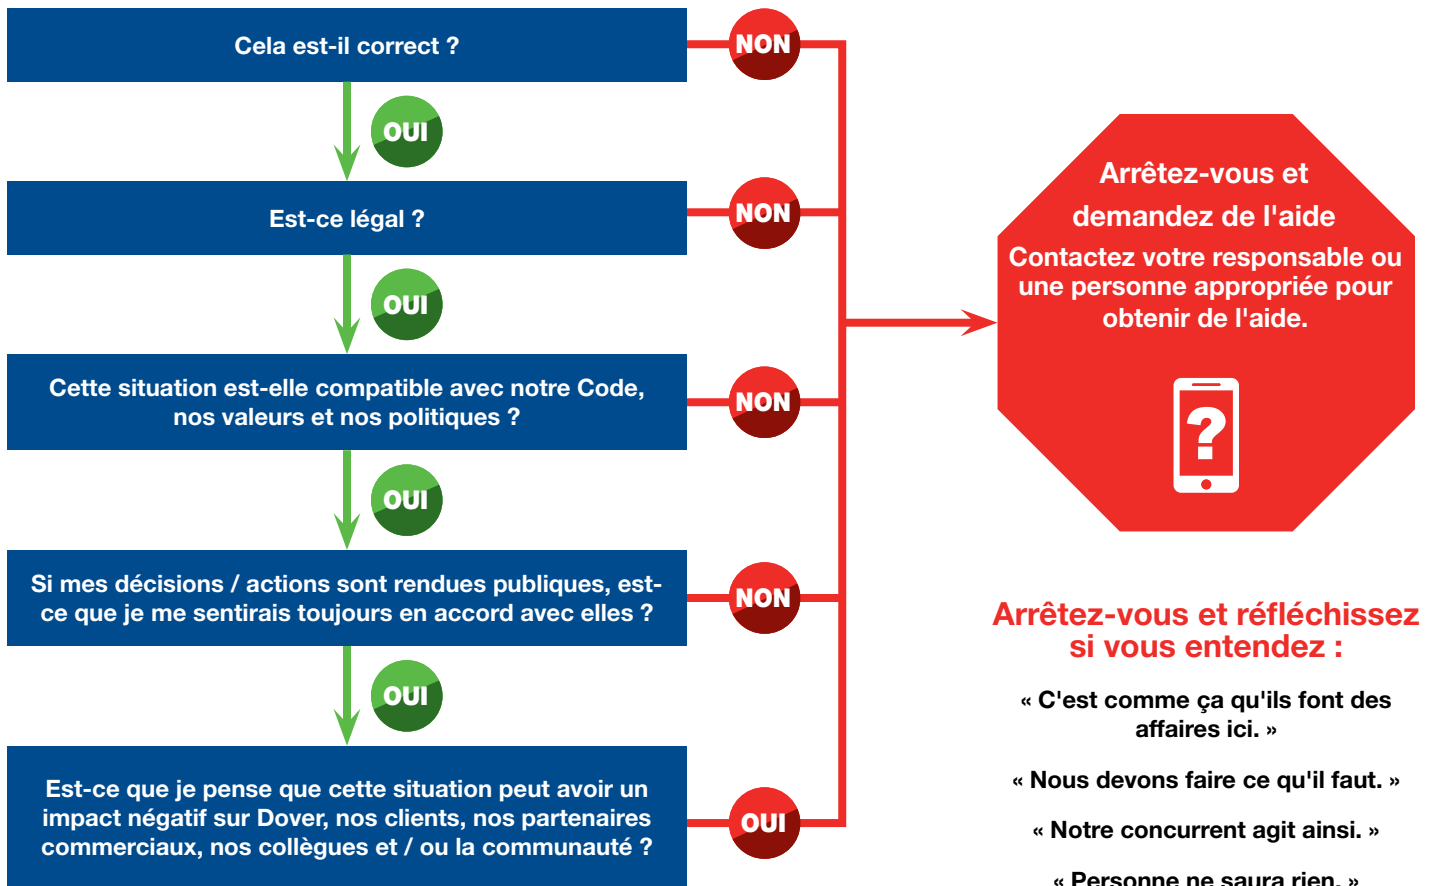 Cela est-il correct ?
NON
OUI
Est-ce légal ?
NON
OUI
Cette situation est-elle compatible avec notre Code,
nos valeurs et nos politiques ?
NON
OUI
Si mes décisions / actions sont rendues publiques, est-
ce que je me sentirais toujours en accord avec elles ?
NON
OUI
Est-ce que je pense que cette situation peut avoir un
impact négatif sur Dover, nos clients, nos partenaires
commerciaux, nos collègues et / ou la communauté ?
OUI
Arrêtez-vous et
demandez de l'aide
Contactez votre responsable ou
une personne appropriée pour
obtenir de l'aide.
?
Arrêtez-vous et réfléchissez
si vous entendez :
« C'est comme ça qu'ils font des
affaires ici. »
« Nous devons faire ce qu'il faut. »
« Notre concurrent agit ainsi. »
« Personne ne saura rien. »